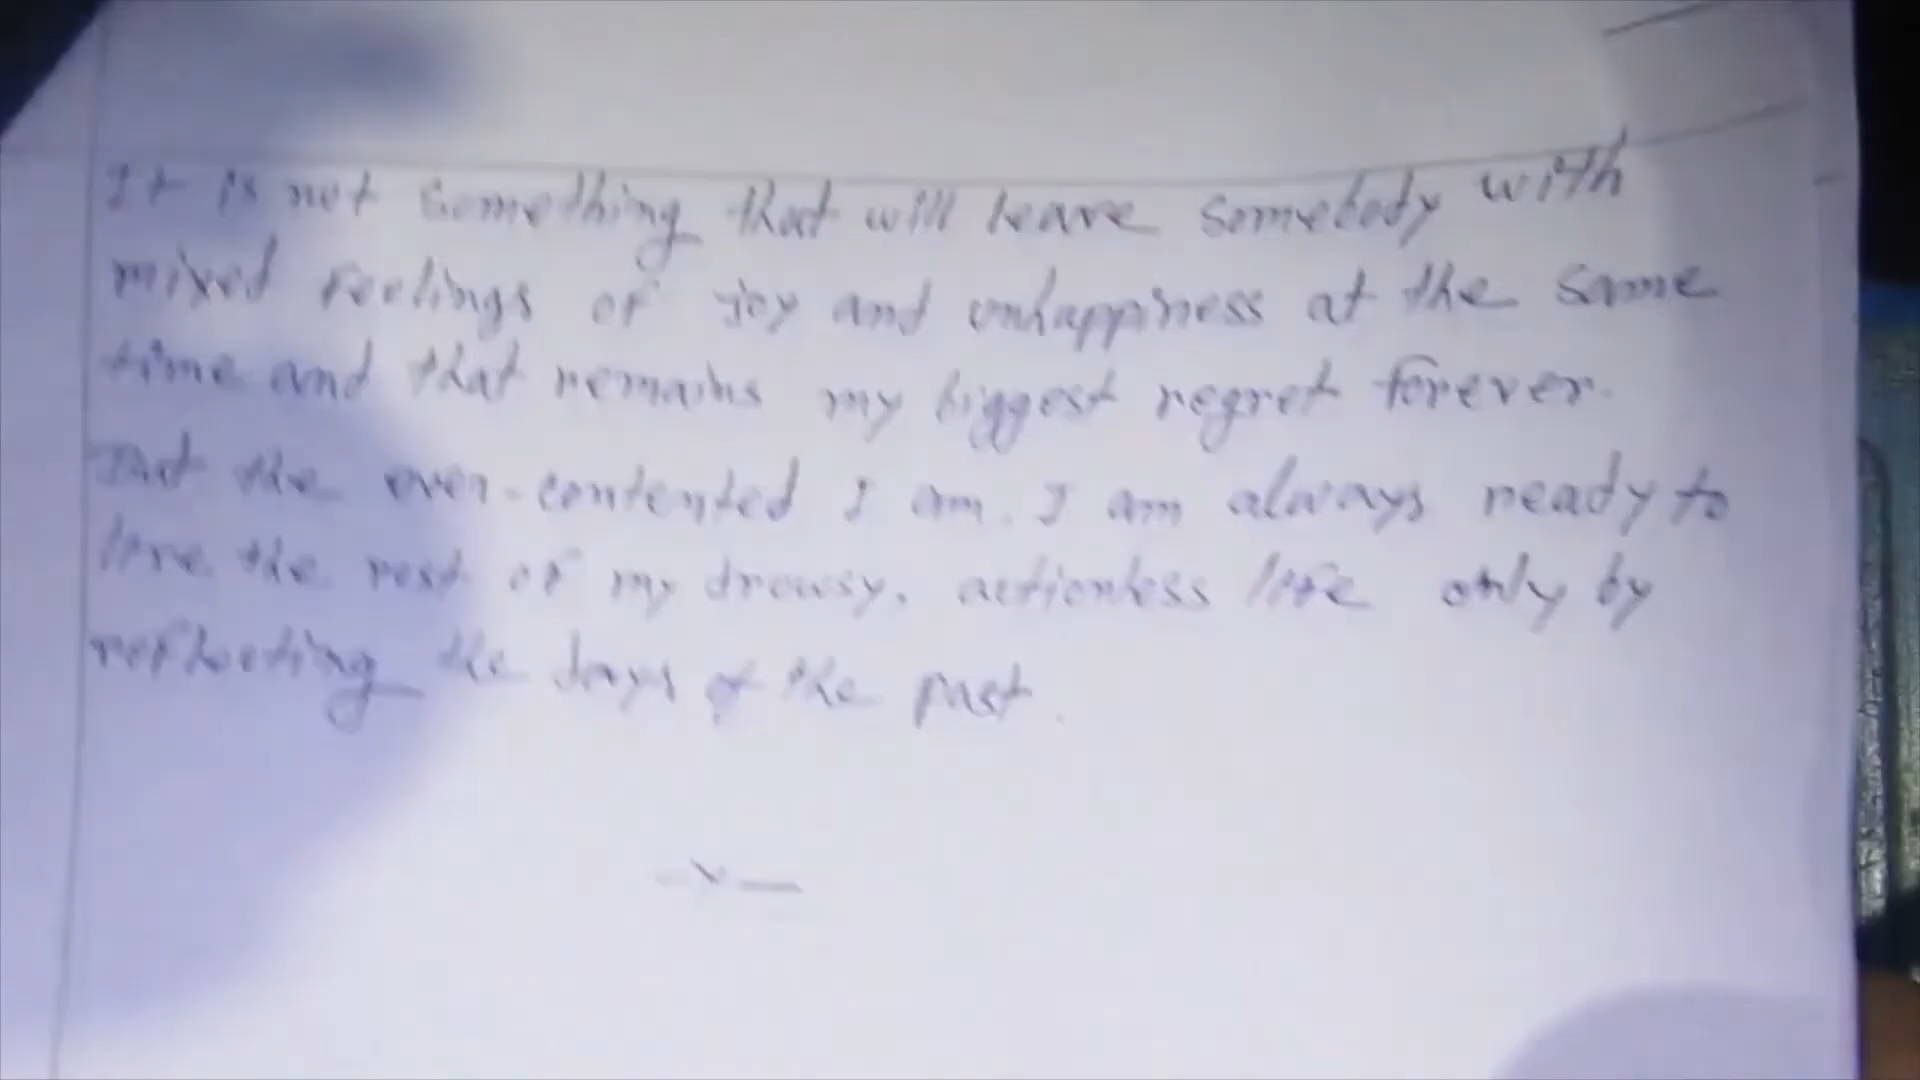 It is not something that will leave somebody with
mixed feelings of joy and unhappiness at the same
time and that remains my biggest regret forever.
But the ever-contented I am. I am always ready to
live the rest of my drowsy, actionless life only by
reflecting the days of the past.
-x-